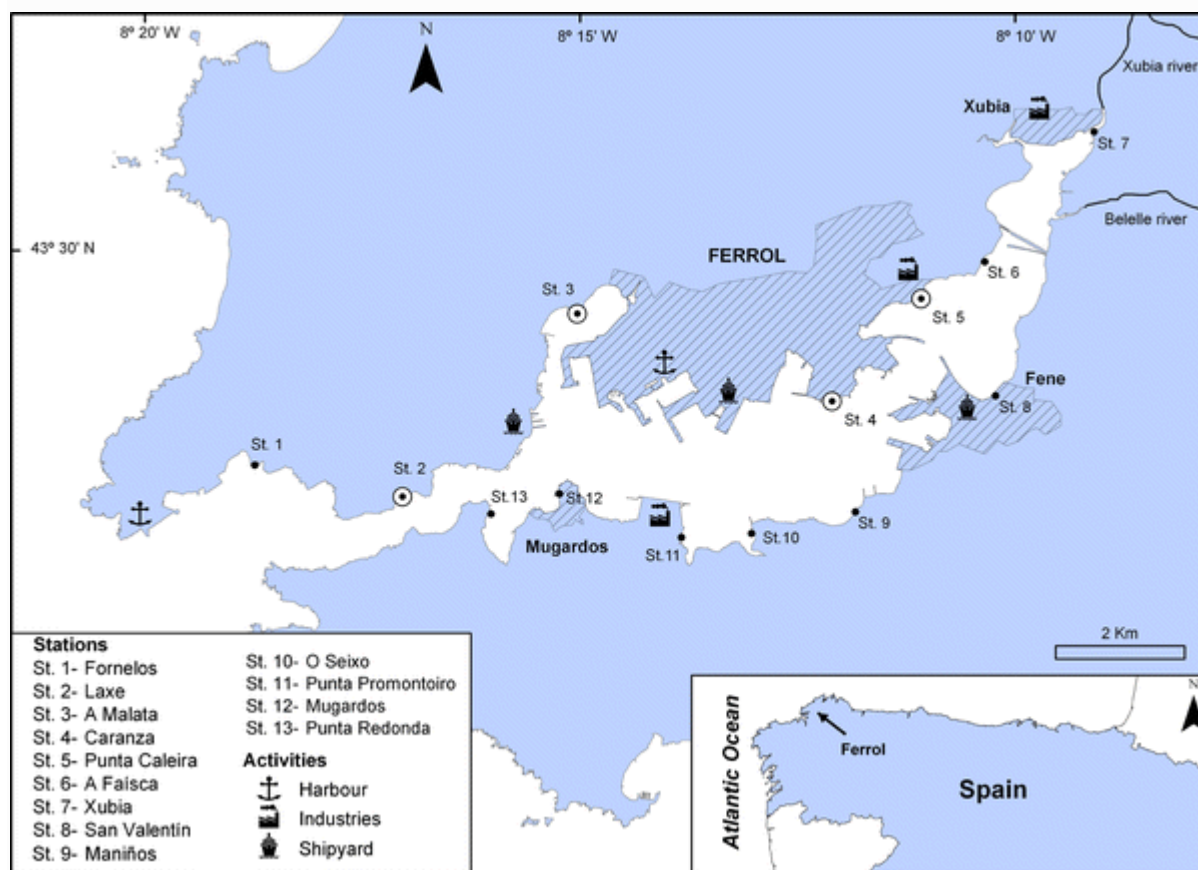 8º 20' W
N
8º 15' W
8º 10' W
Xubia river
Xubia
St. 7
Belelle river
43º 30' N
FERROL
St. 6
St. 3
St. 5
Fene
St. 8
St. 4
St. 1
St. 2
St.13
St.12
St. 9
Mugardos
St.11
St.10
2 Km
Stations
St. 1- Fornelos
St. 2- Laxe
St. 3- A Malata
St. 4- Caranza
St. 5- Punta Caleira
St. 6- A Faísca
St. 7- Xubia
St. 8- San Valentín
St. 9- Maniños
St. 10- O Seixo
St. 11- Punta Promontoiro
St. 12- Mugardos
St. 13- Punta Redonda
Activities
Harbour
Industries
Shipyard
N
Atlantic Ocean
Ferrol
Spain